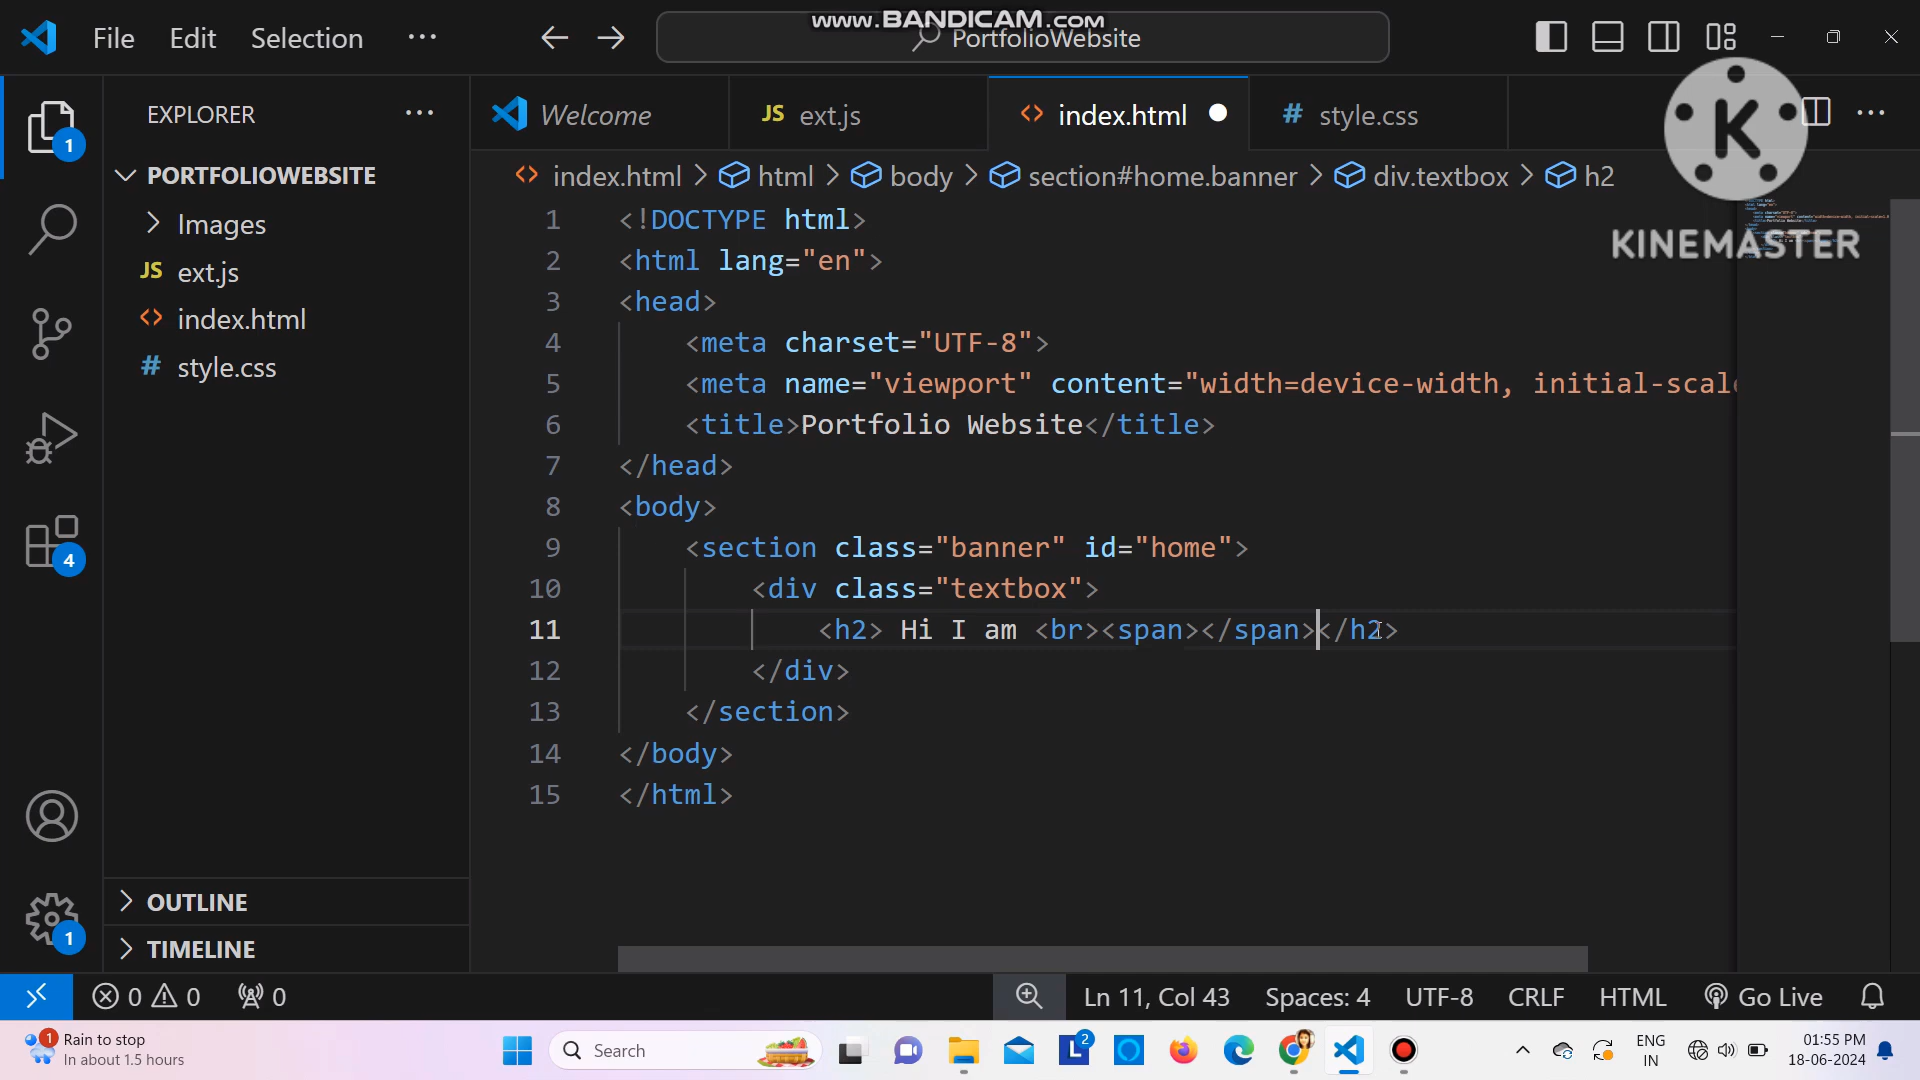 www.BANDICAM.com
File Edit Selection ...
PortfolioWebsite
EXPLORER
Welcome
JS ext.js
index.html
# style.css
K
KINEMASTER
1
PORTFOLIOWEBSITE
Images
JS ext.js
index.html
# style.css
index.html > html > body > section#home.banner > div.textbox > h2
1 <!DOCTYPE html>
2 <html lang="en">
3 <head>
4 <meta charset="UTF-8">
5 <meta name="viewport" content="width=device-width, initial-scale
6 <title>Portfolio Website</title>
7 </head>
8 <body>
9 <section class="banner" id="home">
10 <div class="textbox">
11 <h2> Hi I am <br><span></span></h2>
12 </div>
13 </section>
14 </body>
15 </html>
4
1
OUTLINE
TIMELINE
0 0 0
Ln 11, Col 43 Spaces: 4 UTF-8 CRLF HTML Go Live
1
Rain to stop
In about 1.5 hours
Search
L 2
ENG
IN
01:55 PM
18-06-2024